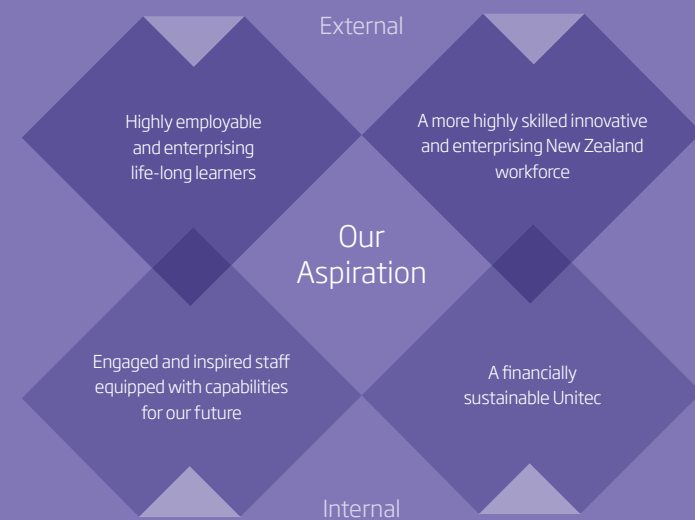 External
Highly employable
and enterprising
life-long learners
A more highly skilled innovative
and enterprising New Zealand
workforce
Our
Aspiration
Engaged and inspired staff
equipped with capabilities
for our future
A financially
sustainable Unitec
Internal